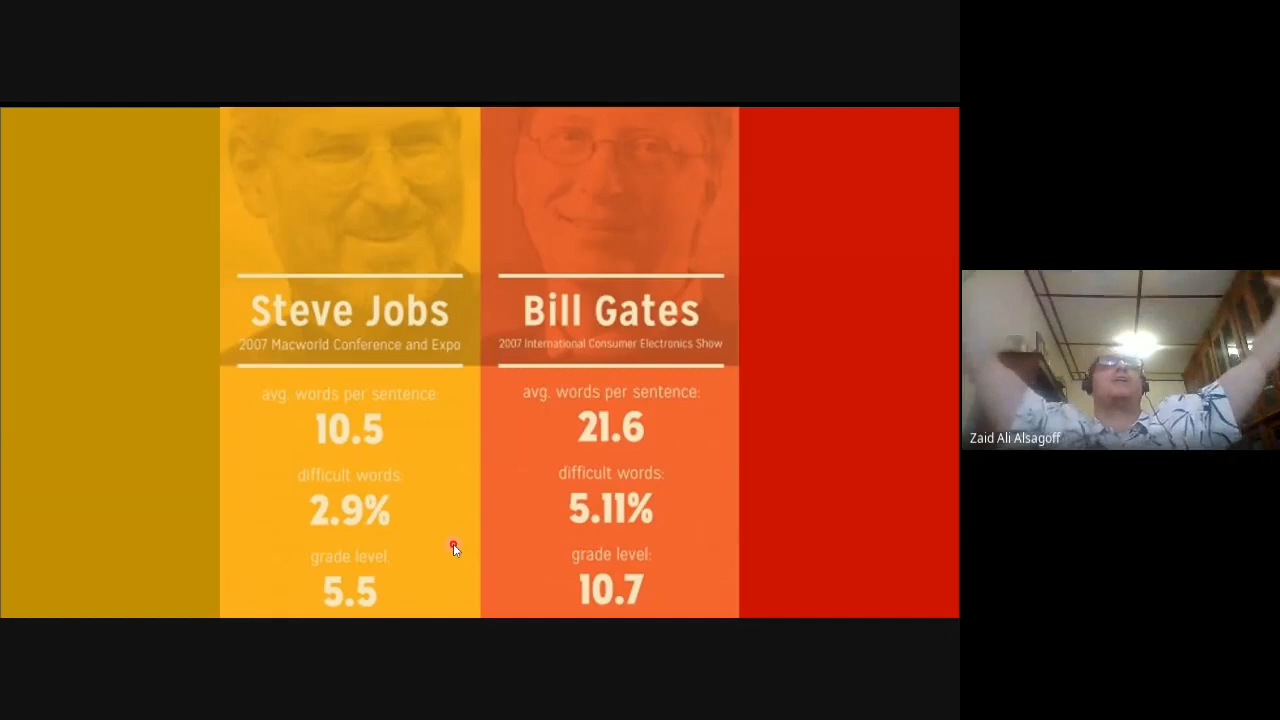 Steve Jobs
2007 Macworld Conference and Expo
avg. words per sentence:
10.5
difficult words:
2.9%
grade level:
5.5
Bill Gates
2007 International Consumer Electronics Show
avg. words per sentence:
21.6
difficult words:
5.11%
grade level:
10.7
Zaid Ali Alsagoff